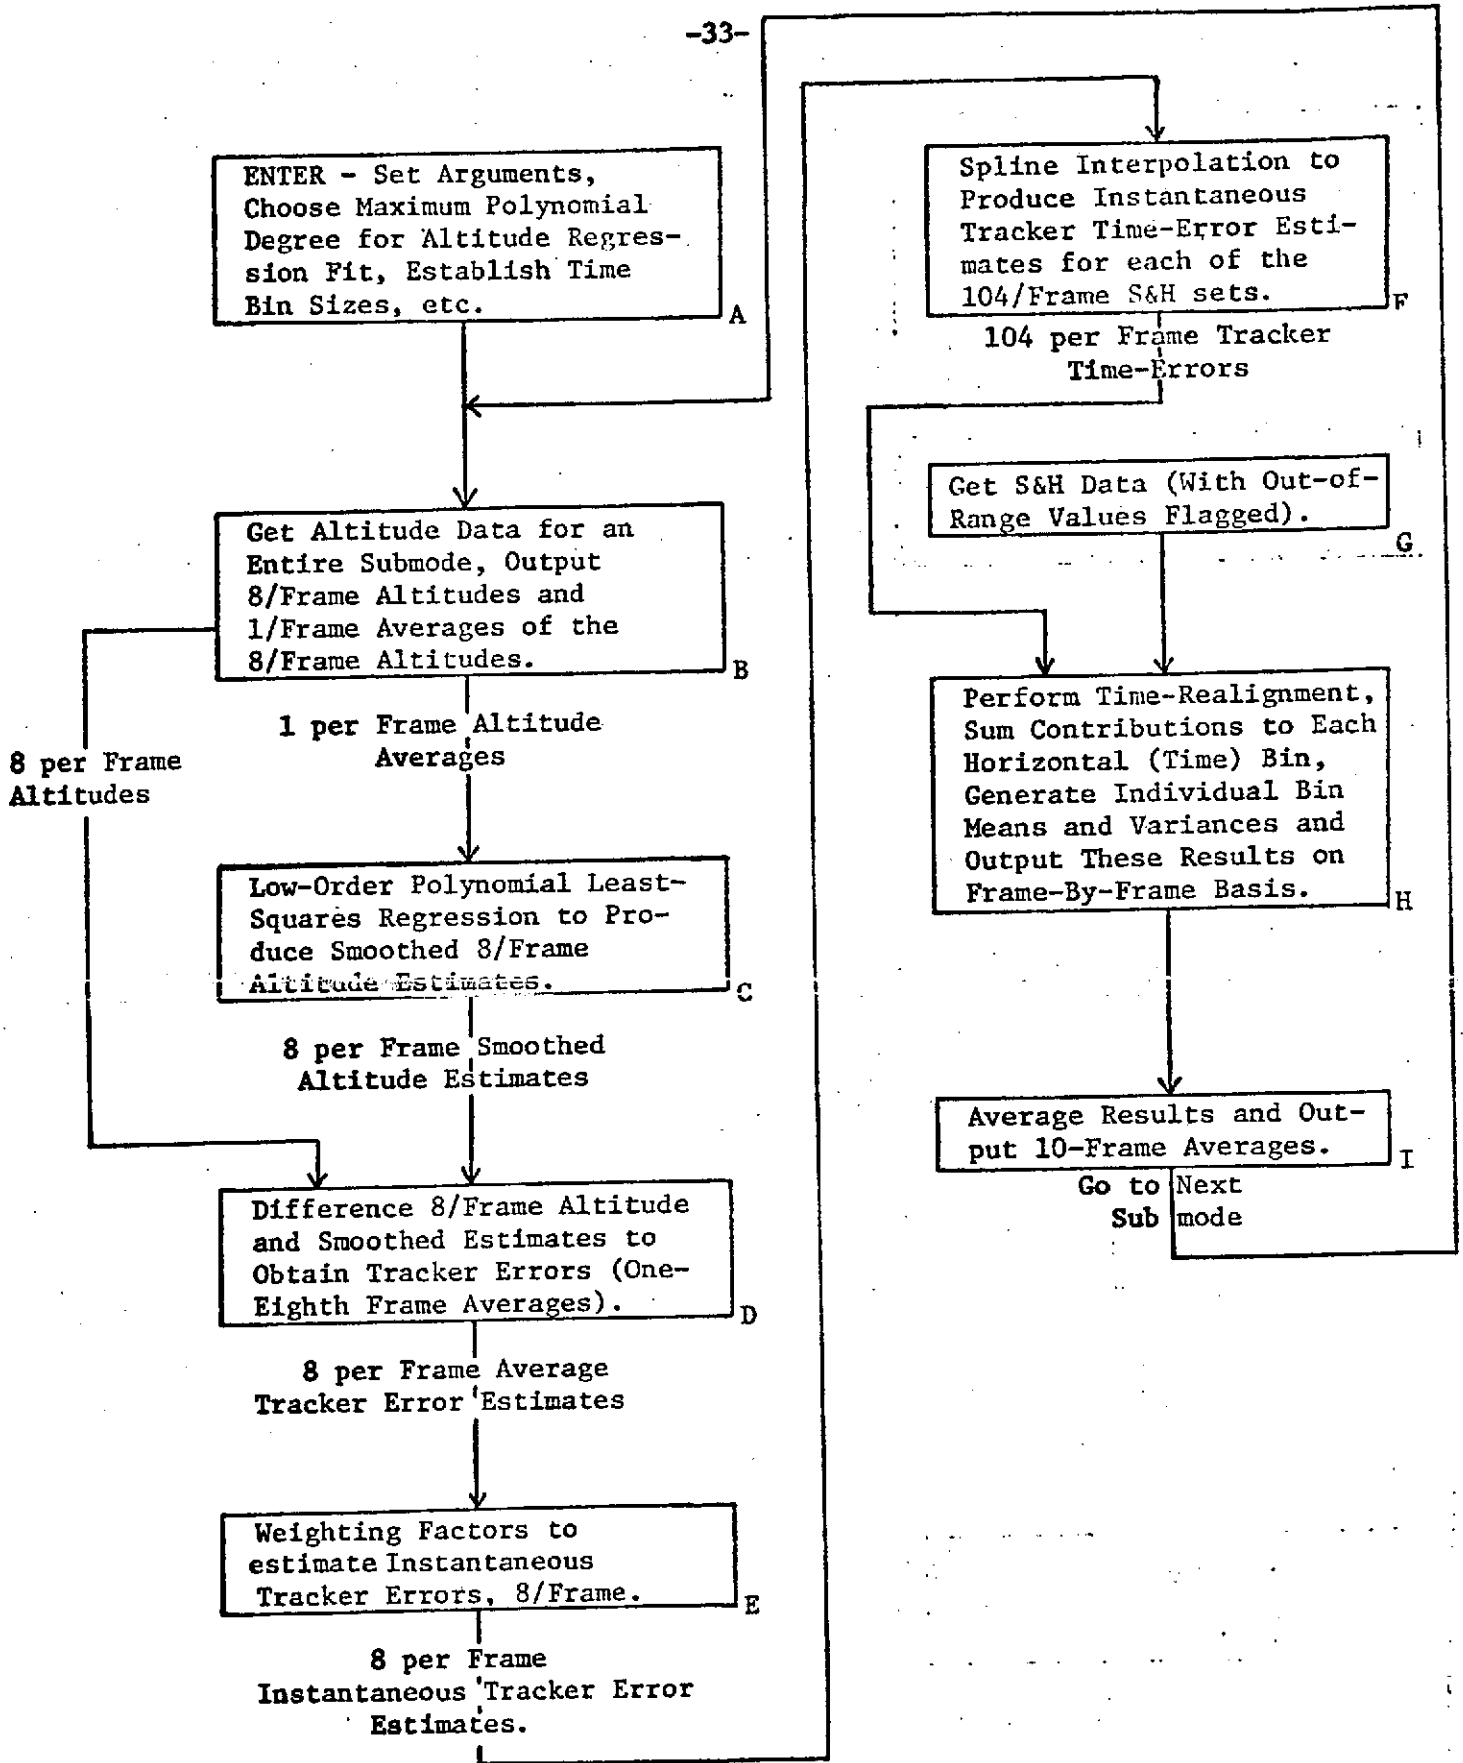 -33-
ENTER - Set Arguments,
Choose Maximum Polynomial
Degree for Altitude Regres-
sion Fit, Establish Time
Bin Sizes, etc.
A
Get Altitude Data for an
Entire Submode, Output
8/Frame Altitudes and
1/Frame Averages of the
8/Frame Altitudes.
B
1 per Frame Altitude
Averages
8 per Frame
Altitudes
Low-Order Polynomial Least-
Squares Regression to Pro-
duce Smoothed 8/Frame
Altitude Estimates.
C
8 per Frame Smoothed
Altitude Estimates
Difference 8/Frame Altitude
and Smoothed Estimates to
Obtain Tracker Errors (One-
Eighth Frame Averages).
D
8 per Frame Average
Tracker Error Estimates
Weighting Factors to
estimate Instantaneous
Tracker Errors, 8/Frame.
E
8 per Frame
Instantaneous Tracker Error
Estimates.
Spline Interpolation to
Produce Instantaneous
Tracker Time-Error Esti-
mates for each of the
104/Frame S&H sets.
F
104 per Frame Tracker
Time-Errors
Get S&H Data (With Out-of-
Range Values Flagged).
G
Perform Time-Realignment,
Sum Contributions to Each
Horizontal (Time) Bin,
Generate Individual Bin
Means and Variances and
Output These Results on
Frame-By-Frame Basis.
H
Average Results and Out-
put 10-Frame Averages.
I
Go to Next
Sub mode